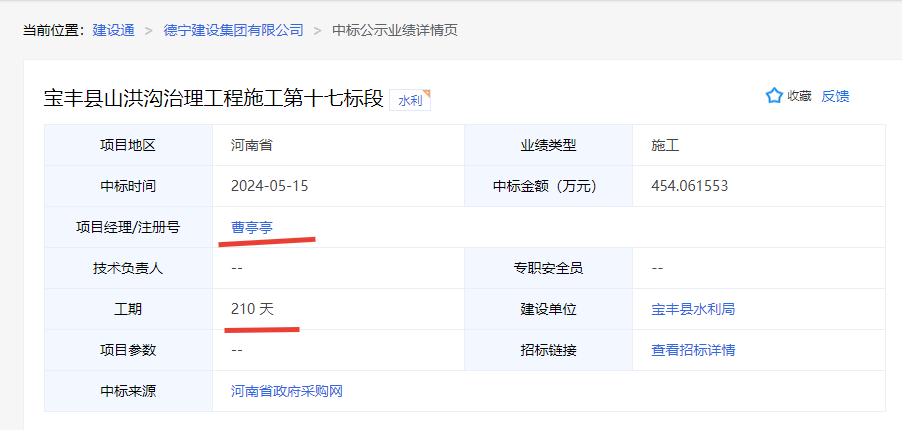 当前位置：建设通 > 德宁建设集团有限公司 > 中标公示业绩详情页
宝丰县山洪沟治理工程施工第十七标段 水利 收藏 反馈
项目地区 河南省 业绩类型 施工
中标时间 2024-05-15 中标金额（万元） 454.061553
项目经理/注册号 曹亭亭
技术负责人 -- 专职安全员 --
工期 210 天 建设单位 宝丰县水利局
项目参数 -- 招标链接 查看招标详情
中标来源 河南省政府采购网